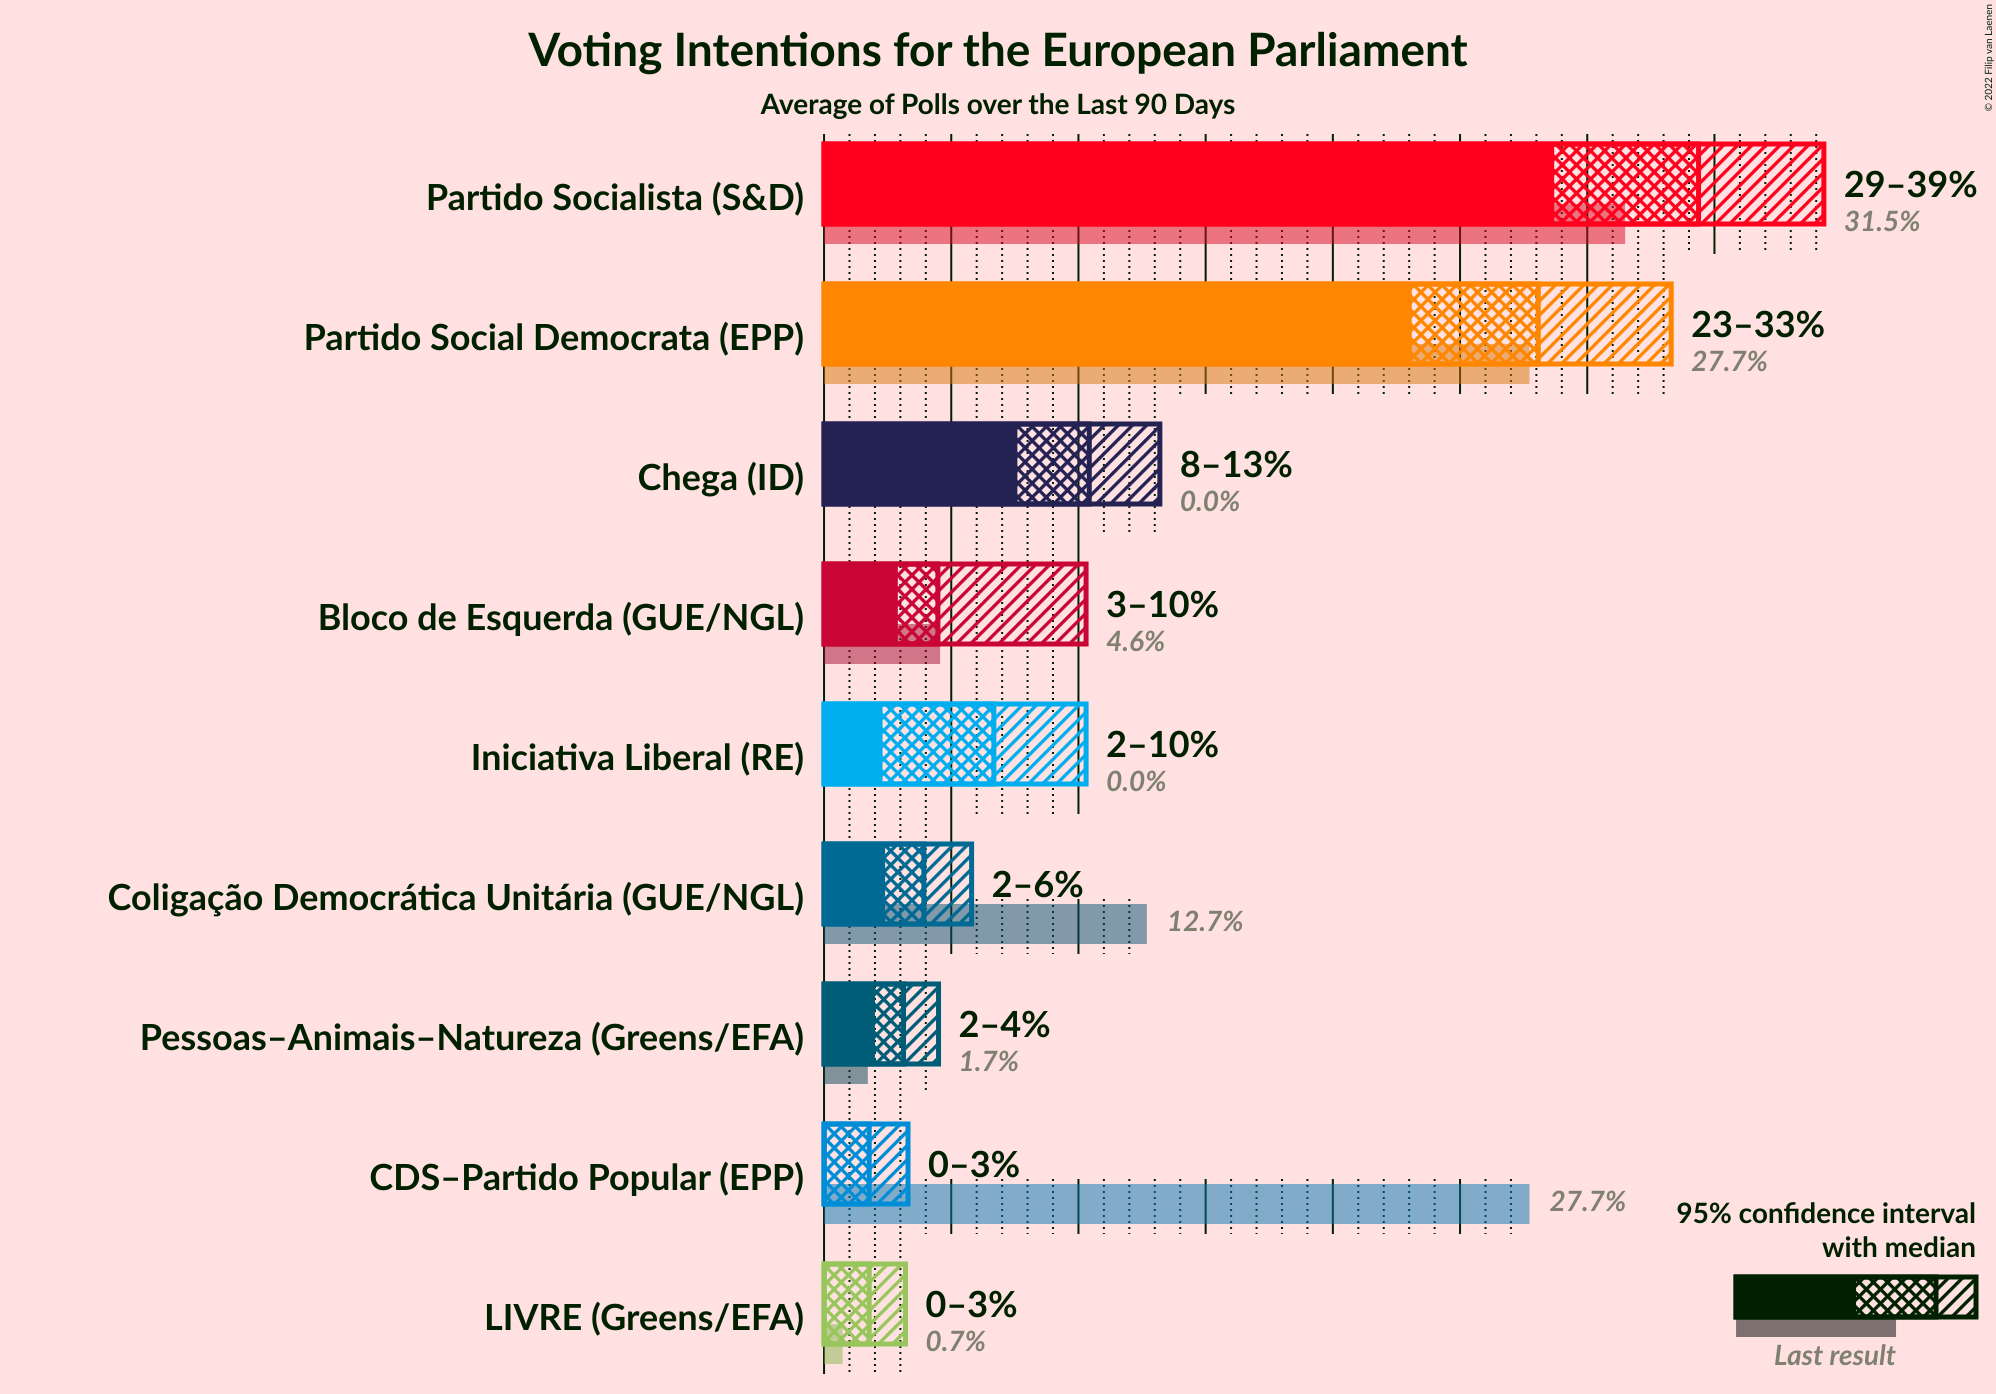 Voting Intentions for the European Parliament
Average of Polls over the Last 90 Days
© 2022 Filip van Laenen
Partido Socialista (S&D)
29–39%
31.5%
Partido Social Democrata (EPP)
23–33%
27.7%
Chega (ID)
8–13%
0.0%
Bloco de Esquerda (GUE/NGL)
3–10%
4.6%
Iniciativa Liberal (RE)
2–10%
0.0%
Coligação Democrática Unitária (GUE/NGL)
2–6%
12.7%
Pessoas–Animais–Natureza (Greens/EFA)
2–4%
1.7%
CDS–Partido Popular (EPP)
0–3%
27.7%
LIVRE (Greens/EFA)
0–3%
0.7%
95% confidence interval
with median
Last result